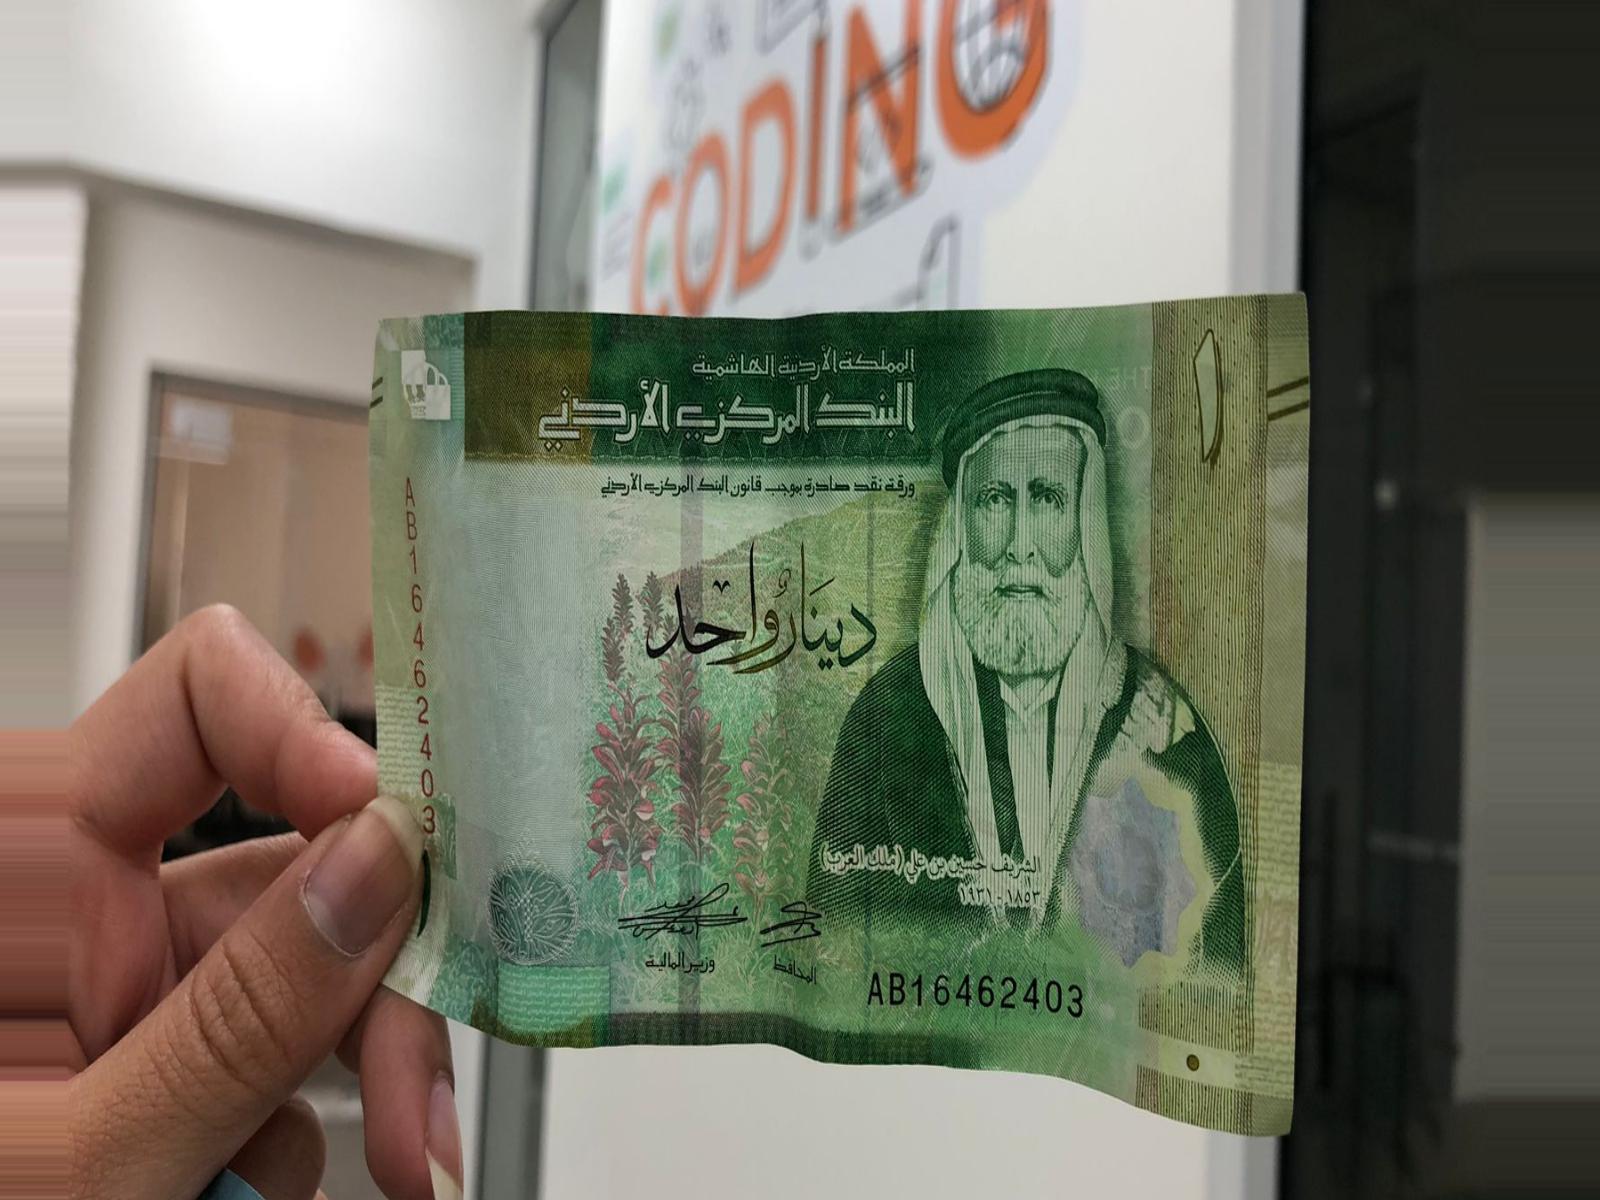 CODING
المملكة الأردنية الهاشمية
البنك المركزي الأردني
ورقة نقد صادرة بموجب قانون البنك المركزي الأردني
١
دينار واحد
AB16462403
الشريف حسين بن علي (ملك العرب)
١٨٥٣-١٩٣١
المحافظ
وزير المالية
AB16462403